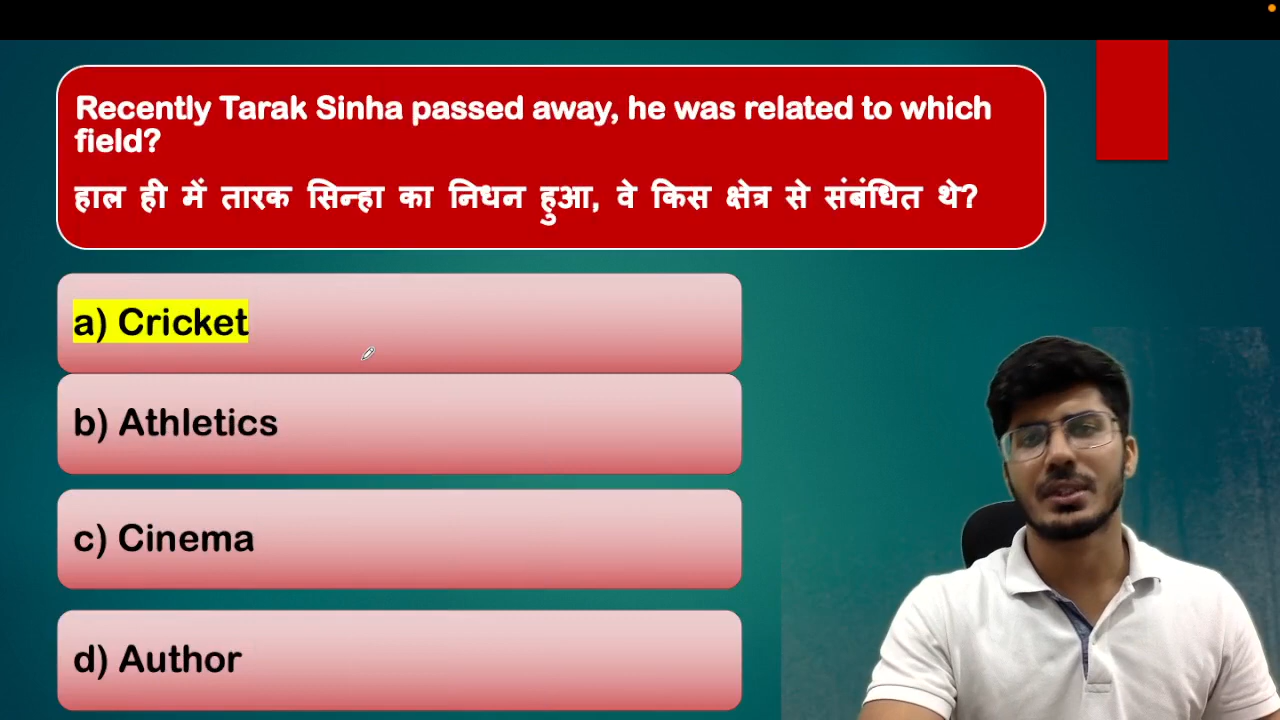 Recently Tarak Sinha passed away, he was related to which
field?
हाल ही में तारक सिन्हा का निधन हुआ, वे किस क्षेत्र से संबंधित थे?
a) Cricket
b) Athletics
c) Cinema
d) Author